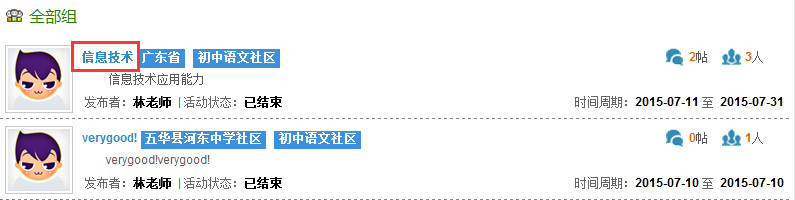 全部组
信息技术 广东省 初中语文社区 2帖 3人
信息技术应用能力
发布者：林老师 | 活动状态：已结束 时间周期：2015-07-11 至 2015-07-31
verygood! 五华县河东中学社区 初中语文社区 0帖 1人
verygood!verygood!
发布者：林老师 | 活动状态：已结束 时间周期：2015-07-10 至 2015-07-10